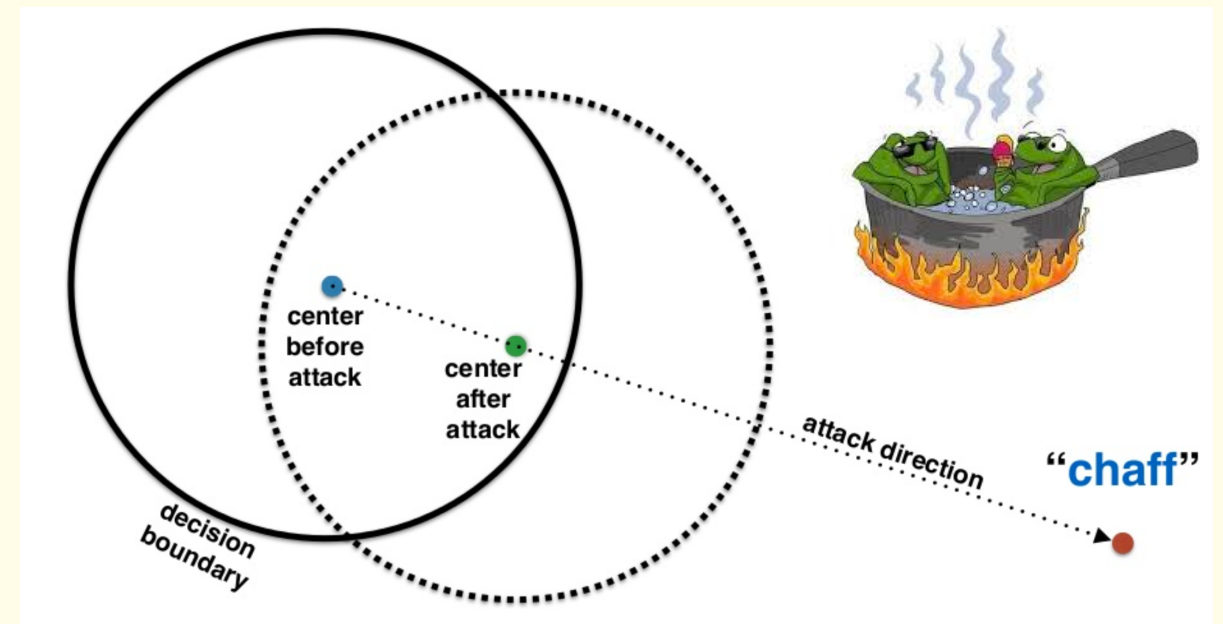 center
before
attack
center
after
attack
attack direction
“chaff”
decision
boundary